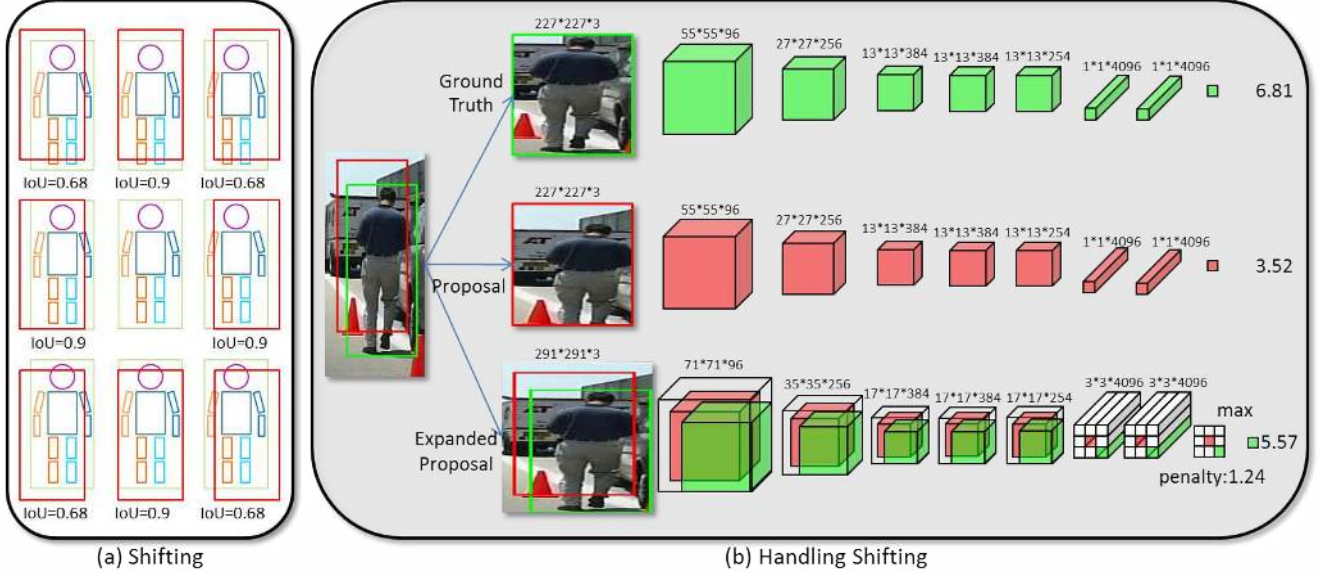 IoU=0.68 IoU=0.9 IoU=0.68
IoU=0.9 IoU=0.9
IoU=0.68 IoU=0.9 IoU=0.68
(a) Shifting
Ground
Truth
227*227*3
55*55*96
27*27*256
13*13*384
13*13*384
13*13*254
1*1*4096
1*1*4096
6.81
Proposal
227*227*3
55*55*96
27*27*256
13*13*384
13*13*384
13*13*254
1*1*4096
1*1*4096
3.52
Expanded
Proposal
291*291*3
71*71*96
35*35*256
17*17*384
17*17*384
17*17*254
3*3*4096
3*3*4096
max
5.57
penalty:1.24
(b) Handling Shifting